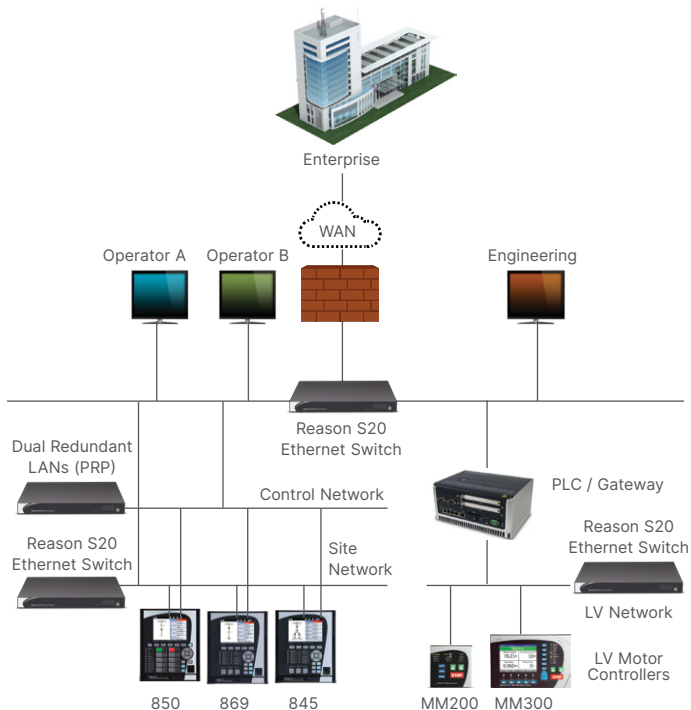 Enterprise
WAN
Operator A
Operator B
Engineering
Reason S20
Ethernet Switch
Dual Redundant
LANs (PRP)
Control Network
PLC / Gateway
Reason S20
Ethernet Switch
Site
Network
Reason S20
Ethernet Switch
LV Network
LV Motor
Controllers
STOP
850
869
845
MM200
MM300